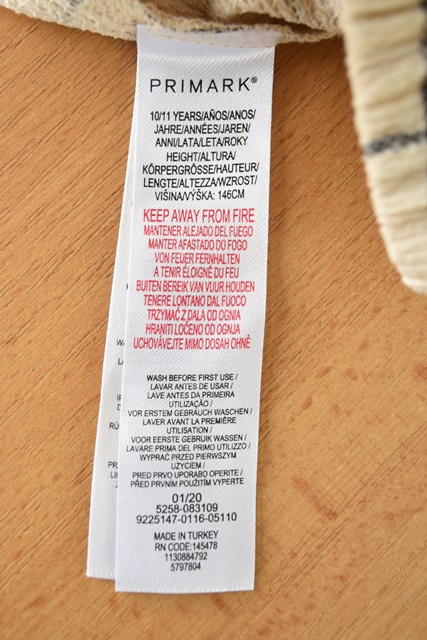 PRIMARK®
10/11 YEARS/AÑOS/ANOS/
JAHRE/ANNÉES/JAREN/
ANNI/LATA/LETA/ROKY
HEIGHT/ALTURA/
KÖRPERGRÖSSE/HAUTEUR/
LENGTE/ALTEZZA/WZROST/
VIŠINA/VÝŠKA: 146CM
KEEP AWAY FROM FIRE
MANTENER ALEJADO DEL FUEGO
MANTER AFASTADO DO FOGO
VON FEUER FERNHALTEN
A TENIR ÉLOIGNÉ DU FEU
BUITEN BEREIK VAN VUUR HOUDEN
TENERE LONTANO DAL FUOCO
TRZYMAĆ Z DALA OD OGNIA
HRANITI LOČENO OD OGNJA
UCHOVÁVEJTE MIMO DOSAH OHNĚ
WASH BEFORE FIRST USE /
LAVAR ANTES DE USAR /
LAVE ANTES DA PRIMEIRA
UTILIZAÇÃO /
VOR ERSTEM GEBRAUCH WASCHEN /
LAVER AVANT LA PREMIÈRE
UTILISATION /
VOOR EERSTE GEBRUIK WASSEN /
LAVARE PRIMA DEL PRIMO UTILIZZO /
WYPRAĆ PRZED PIERWSZYM
UŻYCIEM /
PRED PRVO UPORABO OPERITE /
PŘED PRVNÍM POUŽITÍM VYPERTE
01/20
5258-083109
9225147-0116-05110
MADE IN TURKEY
RN CODE:145478
1130884792
5797804